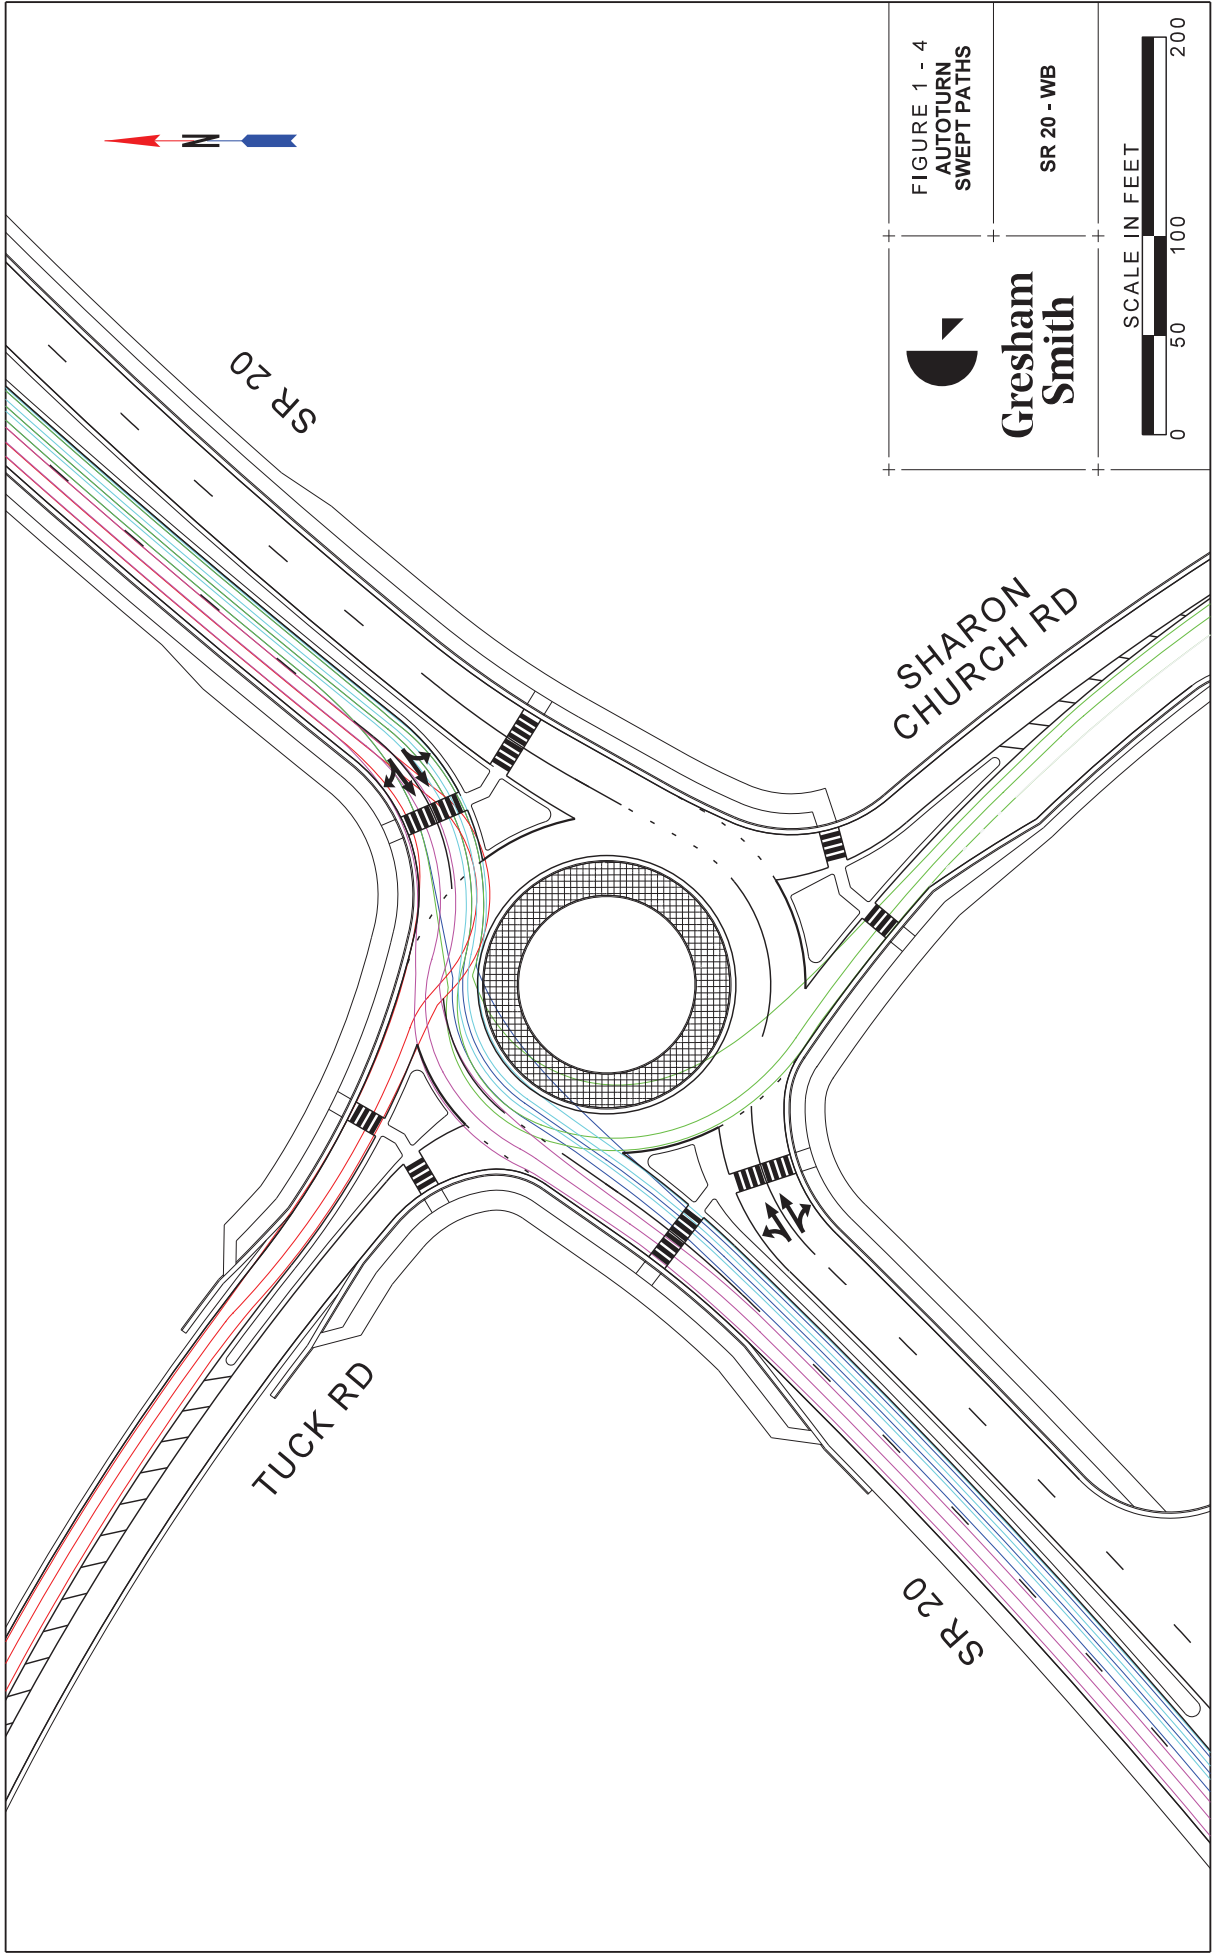 N
SR 20
TUCK RD
SHARON
CHURCH RD
SR 20
Gresham
Smith
FIGURE 1 - 4
AUTOTURN
SWEPT PATHS
SR 20 - WB
SCALE IN FEET
0 50 100 200